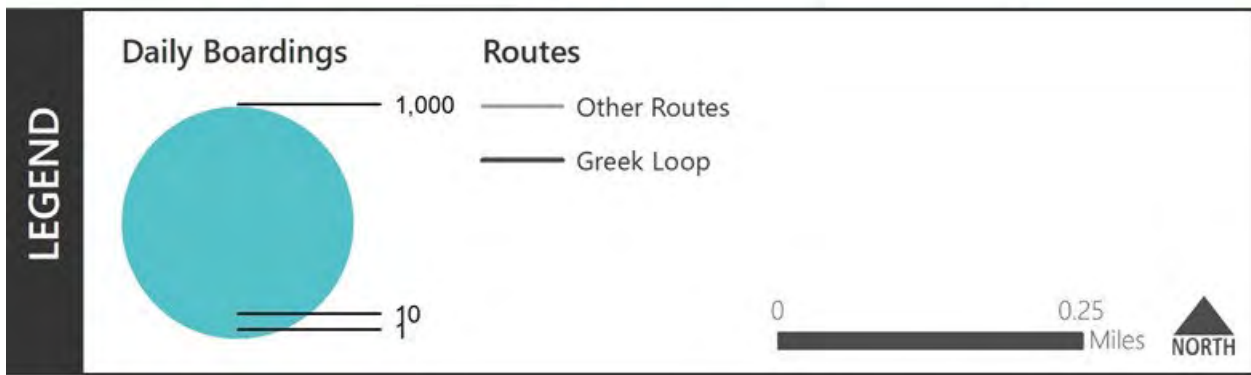 LEGEND
Daily Boardings
1,000
10
1
Routes
Other Routes
Greek Loop
0 0.25
Miles
NORTH